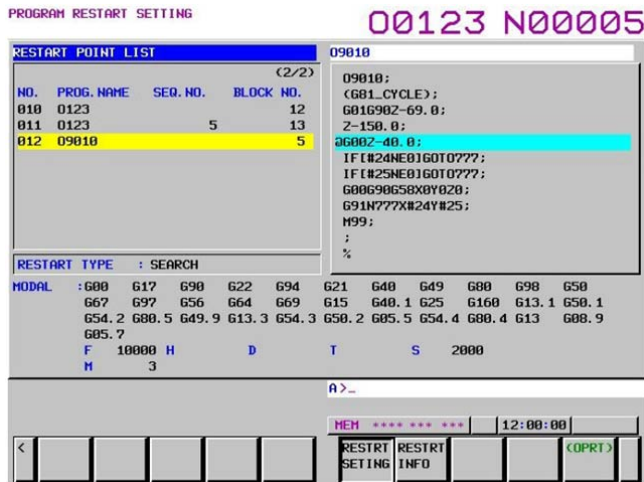 PROGRAM RESTART SETTING
O0123 N00005
RESTART POINT LIST
(2/2)
NO. PROG.NAME SEQ.NO. BLOCK NO.
010 O0123 12
011 O0123 5 13
012 O9010 5
RESTART TYPE : SEARCH
O9010
O9010;
(G81_CYCLE);
G01G90Z-69.0;
Z-150.0;
@G00Z-40.0;
IF[#24NE0]GOTO777;
IF[#25NE0]GOTO777;
G00G90G58X0Y0Z0;
G91N777X#24Y#25;
M99;
;
%
MODAL :G00 G17 G90 G22 G94 G21 G40 G49 G80 G98 G50
G67 G97 G56 G64 G69 G15 G40.1 G25 G160 G13.1 G50.1
G54.2 G80.5 G49.9 G13.3 G54.3 G50.2 G05.5 G54.4 G80.4 G13 G08.9
G05.7
F 10000 H D T S 2000
M 3
A>_
MEM **** *** *** 12:00:00
< RESTRT SETING RESTRT INFO (OPRT)